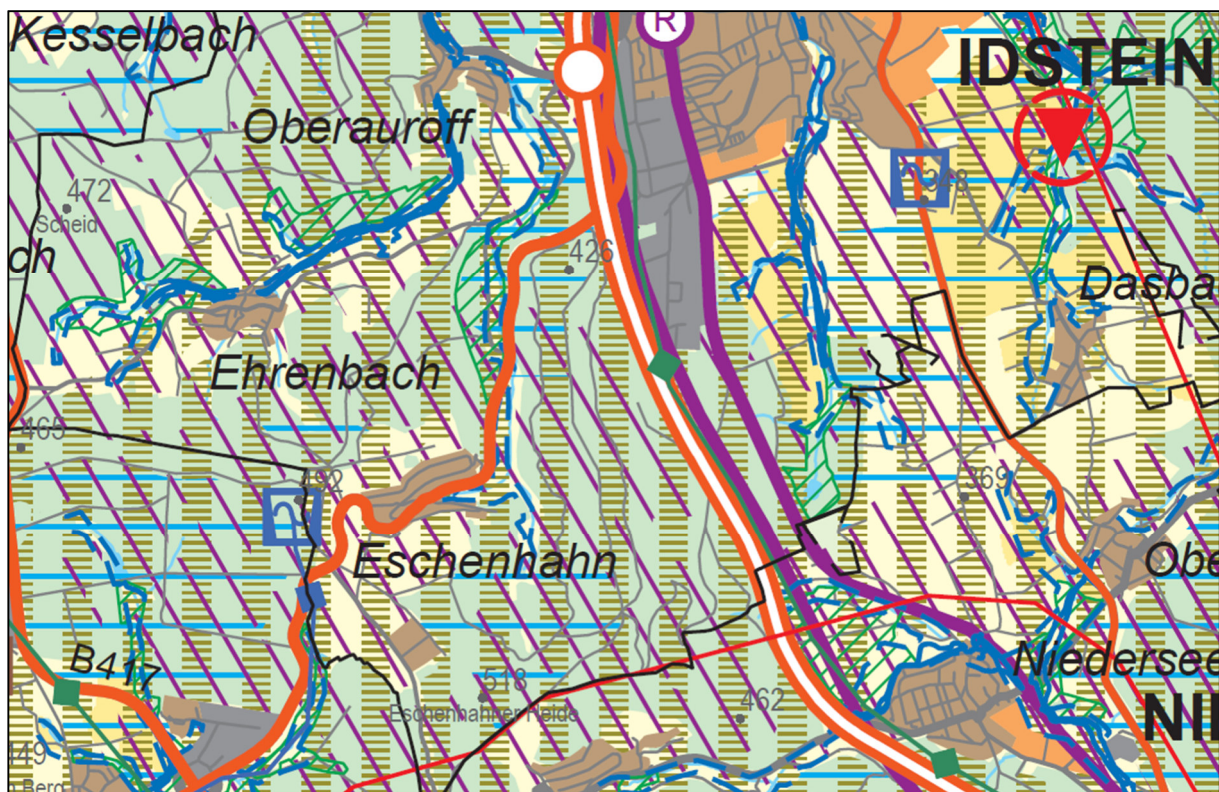 Kesselbach
R
IDSTEIN
Oberauroff
472
Scheid
348
ch
426
Dasba
Ehrenbach
465
492
369
Eschenhahn
Obe
B417
Niedersee
518
Eschenhahner Heide
462
NI
449
Berg